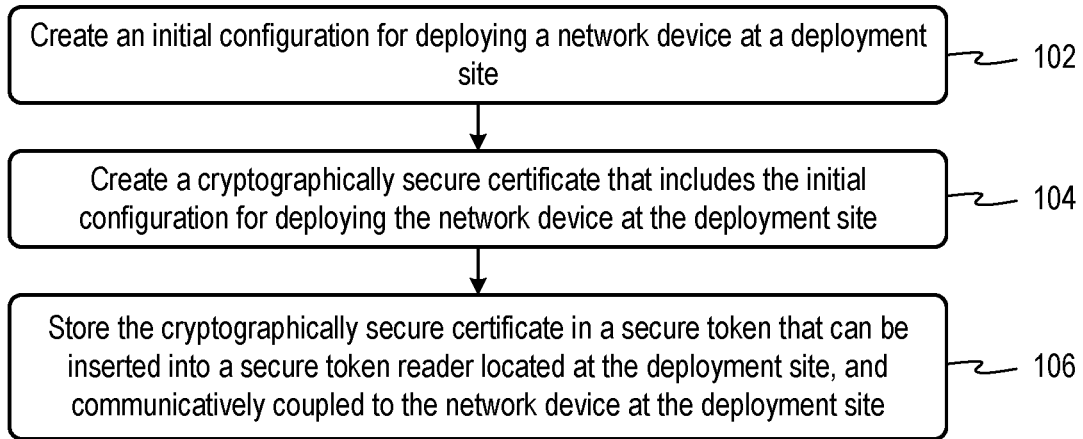 Create an initial configuration for deploying a network device at a deployment
site
102
Create a cryptographically secure certificate that includes the initial
configuration for deploying the network device at the deployment site
104
Store the cryptographically secure certificate in a secure token that can be
inserted into a secure token reader located at the deployment site, and
communicatively coupled to the network device at the deployment site
106